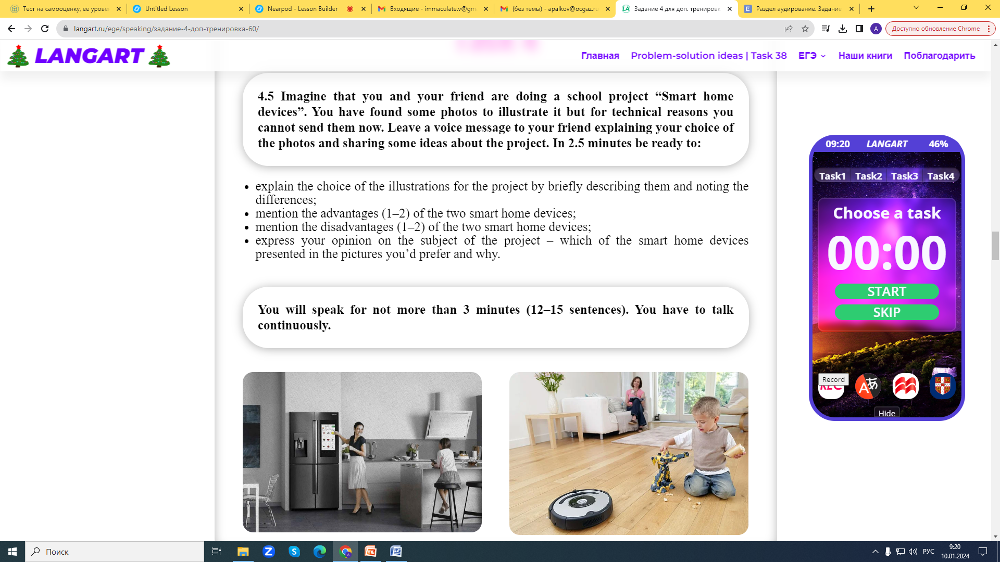 Тест на самооценку, ее урове
Untitled Lesson
Nearpod - Lesson Builder
Входящие - immaculate.v@gm
(без темы) - apalkov@ocgaz.ru
Задание 4 для доп. трениров
Раздел аудирование. Задание
langart.ru/ege/speaking/задание-4-доп-тренировка-60/
A
Доступно обновление Chrome
LANGART
Главная
Problem-solution ideas | Task 38
ЕГЭ
Наши книги
Поблагодарить
4.5 Imagine that you and your friend are doing a school project “Smart home
devices”. You have found some photos to illustrate it but for technical reasons you
cannot send them now. Leave a voice message to your friend explaining your choice of
the photos and sharing some ideas about the project. In 2.5 minutes be ready to:
explain the choice of the illustrations for the project by briefly describing them and noting the
differences;
mention the advantages (1–2) of the two smart home devices;
mention the disadvantages (1–2) of the two smart home devices;
express your opinion on the subject of the project – which of the smart home devices
presented in the pictures you’d prefer and why.
You will speak for not more than 3 minutes (12–15 sentences). You have to talk
continuously.
09:20 LANGART 46%
Task1 Task2 Task3 Task4
Choose a task
00:00
START
SKIP
Record
REC
Hide
Поиск
РУС
9:20
10.01.2024